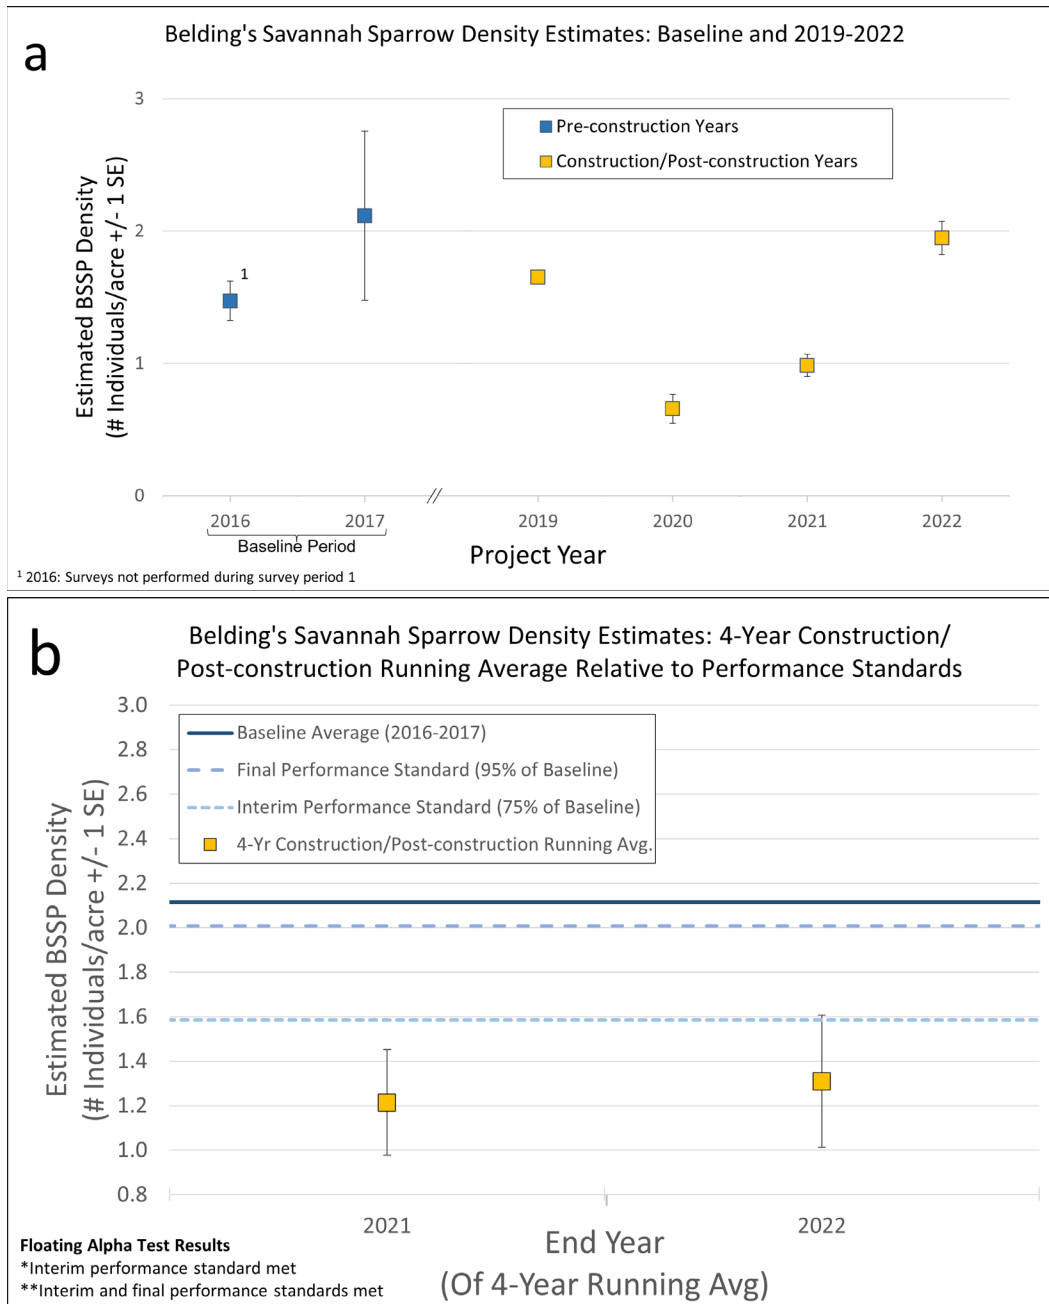 a
Belding's Savannah Sparrow Density Estimates: Baseline and 2019-2022
Estimated BSSP Density
(# Individuals/acre +/- 1 SE)
3
2
1
0
Pre-construction Years
Construction/Post-construction Years
1
2016
2017
//
2019
2020
2021
2022
Baseline Period
Project Year
1 2016: Surveys not performed during survey period 1
b
Belding's Savannah Sparrow Density Estimates: 4-Year Construction/
Post-construction Running Average Relative to Performance Standards
Estimated BSSP Density
(# Individuals/acre +/- 1 SE)
3.0
2.8
2.6
2.4
2.2
2.0
1.8
1.6
1.4
1.2
1.0
0.8
Baseline Average (2016-2017)
Final Performance Standard (95% of Baseline)
Interim Performance Standard (75% of Baseline)
4-Yr Construction/Post-construction Running Avg.
2021
2022
End Year
(Of 4-Year Running Avg)
Floating Alpha Test Results
*Interim performance standard met
**Interim and final performance standards met